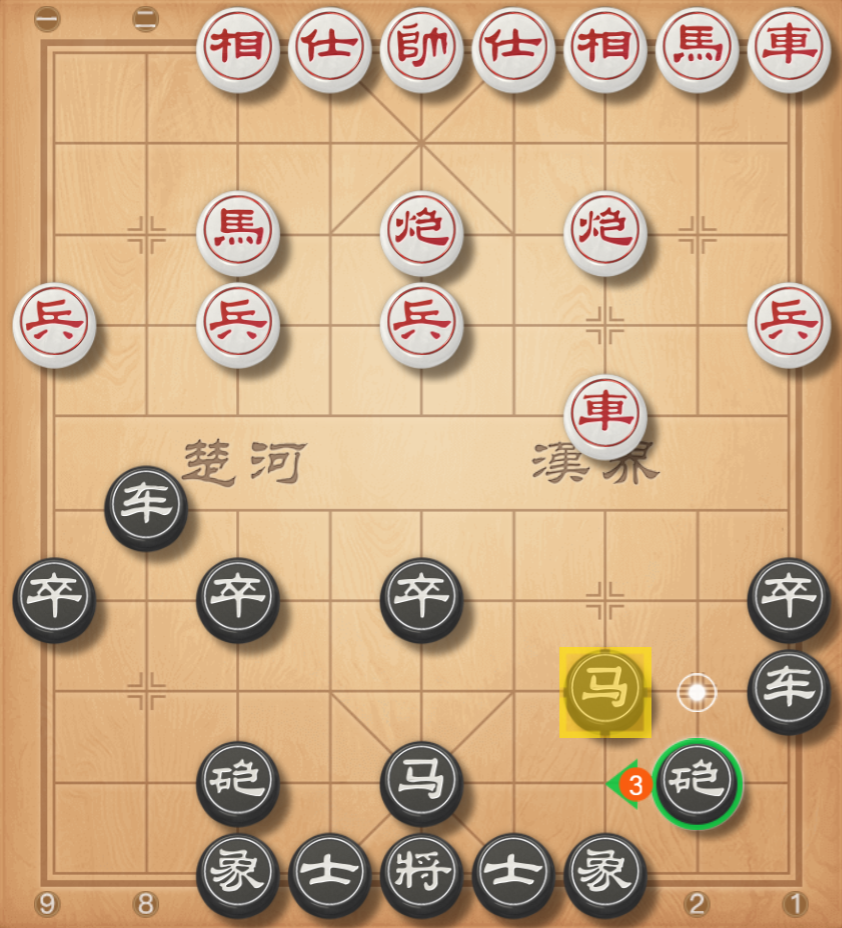 一 二
相 仕 帥 仕 相 馬 車
馬 炮 炮
兵 兵 兵 兵
車
楚河 漢界
车
卒 卒 卒 卒
马 车
砲 马 3 砲
象 士 將 士 象
9 8 2 1